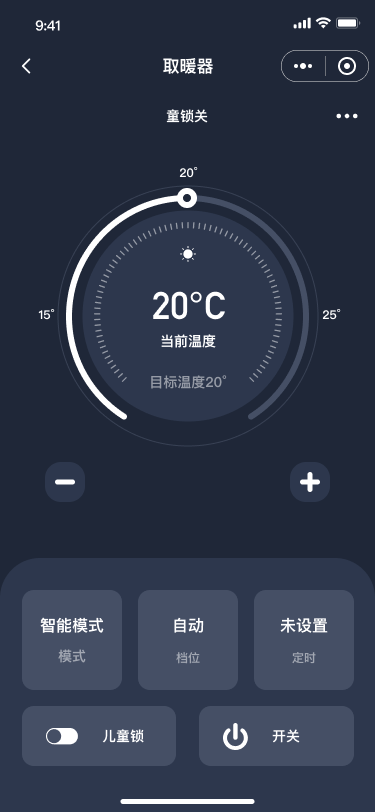 9:41
取暖器
童锁关
20°
15°
25°
20°C
当前温度
目标温度20°
智能模式
模式
自动
档位
未设置
定时
儿童锁
开关